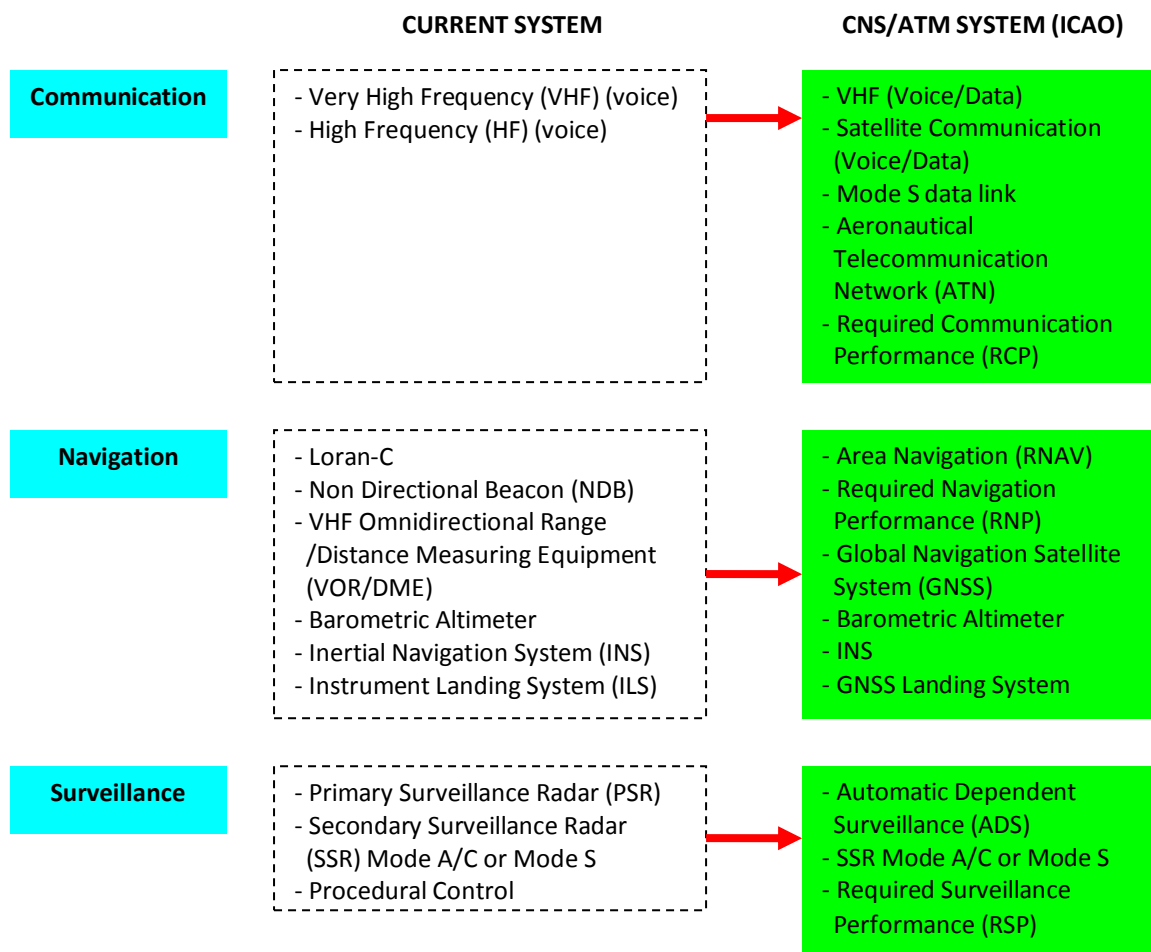 CURRENT SYSTEM
CNS/ATM SYSTEM (ICAO)
Communication
- Very High Frequency (VHF) (voice)
- High Frequency (HF) (voice)
- VHF (Voice/Data)
- Satellite Communication
(Voice/Data)
- Mode S data link
- Aeronautical
Telecommunication
Network (ATN)
- Required Communication
Performance (RCP)
Navigation
- Loran-C
- Non Directional Beacon (NDB)
- VHF Omnidirectional Range
/Distance Measuring Equipment
(VOR/DME)
- Barometric Altimeter
- Inertial Navigation System (INS)
- Instrument Landing System (ILS)
- Area Navigation (RNAV)
- Required Navigation
Performance (RNP)
- Global Navigation Satellite
System (GNSS)
- Barometric Altimeter
- INS
- GNSS Landing System
Surveillance
- Primary Surveillance Radar (PSR)
- Secondary Surveillance Radar
(SSR) Mode A/C or Mode S
- Procedural Control
- Automatic Dependent
Surveillance (ADS)
- SSR Mode A/C or Mode S
- Required Surveillance
Performance (RSP)